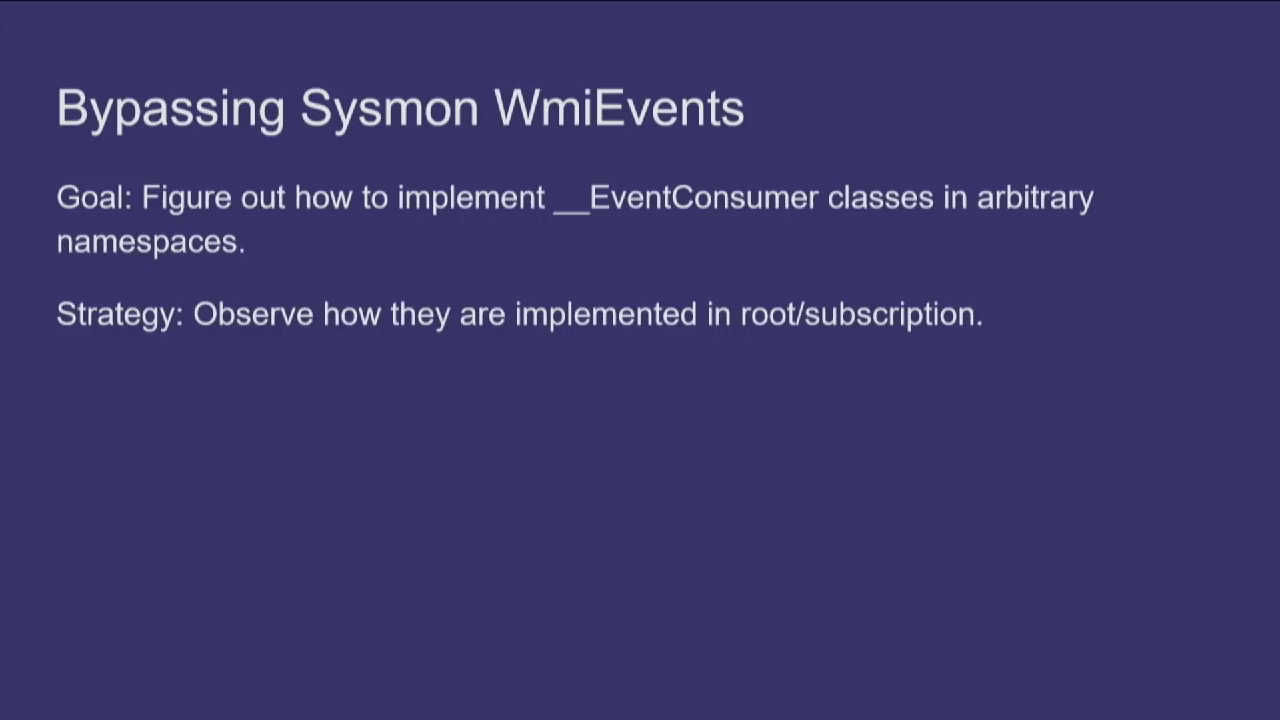 Bypassing Sysmon WmiEvents
Goal: Figure out how to implement __EventConsumer classes in arbitrary
namespaces.
Strategy: Observe how they are implemented in root/subscription.